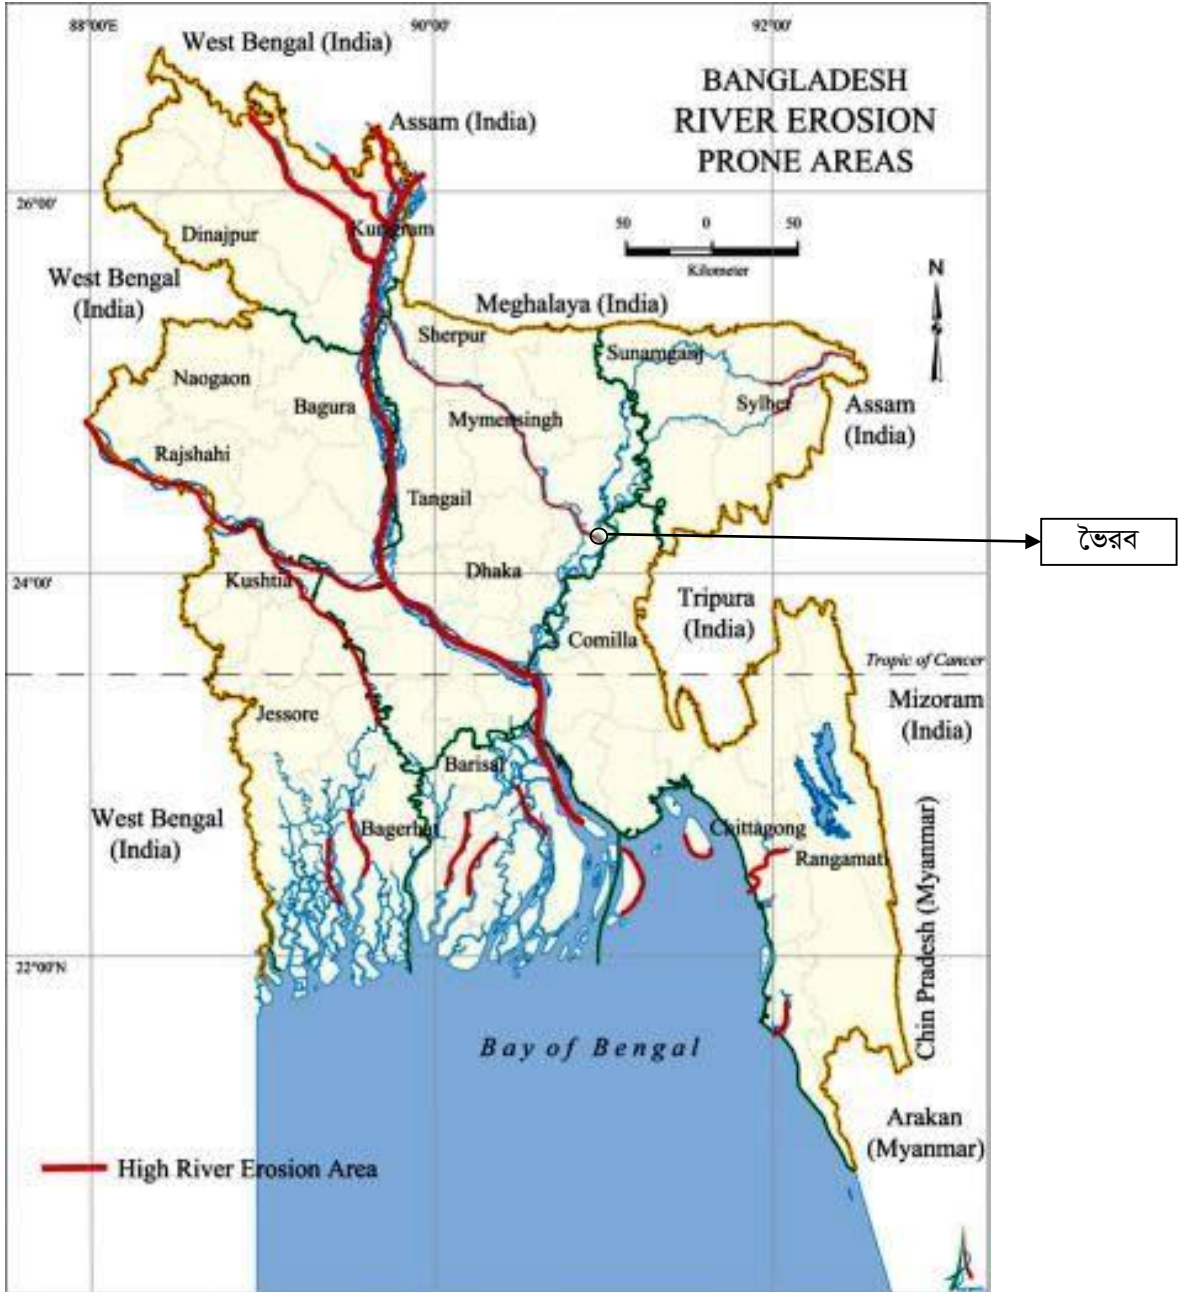 88°00'E
90°00'
92°00'
West Bengal (India)
BANGLADESH
RIVER EROSION
PRONE AREAS
Assam (India)
26°00'
50
0
50
Kilometer
Dinajpur
Kurigram
N
West Bengal
(India)
Meghalaya (India)
Sherpur
Sunamganj
Naogaon
Bagura
Mymensingh
Sylhet
Assam
(India)
Rajshahi
Tangail
ভৈরব
24°00'
Kushtia
Dhaka
Tripura
(India)
Comilla
Tropic of Cancer
Mizoram
(India)
Jessore
Barisal
West Bengal
(India)
Bagerhat
Chittagong
Rangamati
Chin Pradesh (Myanmar)
22°00'N
Bay of Bengal
Arakan
(Myanmar)
High River Erosion Area